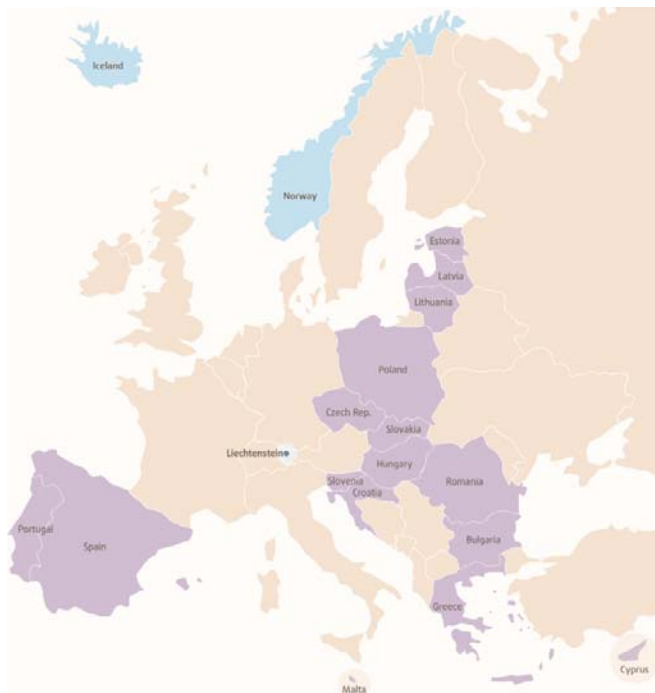 Iceland
Norway
Estonia
Latvia
Lithuania
Poland
Czech Rep.
Slovakia
Liechtenstein
Hungary
Slovenia
Croatia
Romania
Portugal
Spain
Bulgaria
Greece
Cyprus
Malta